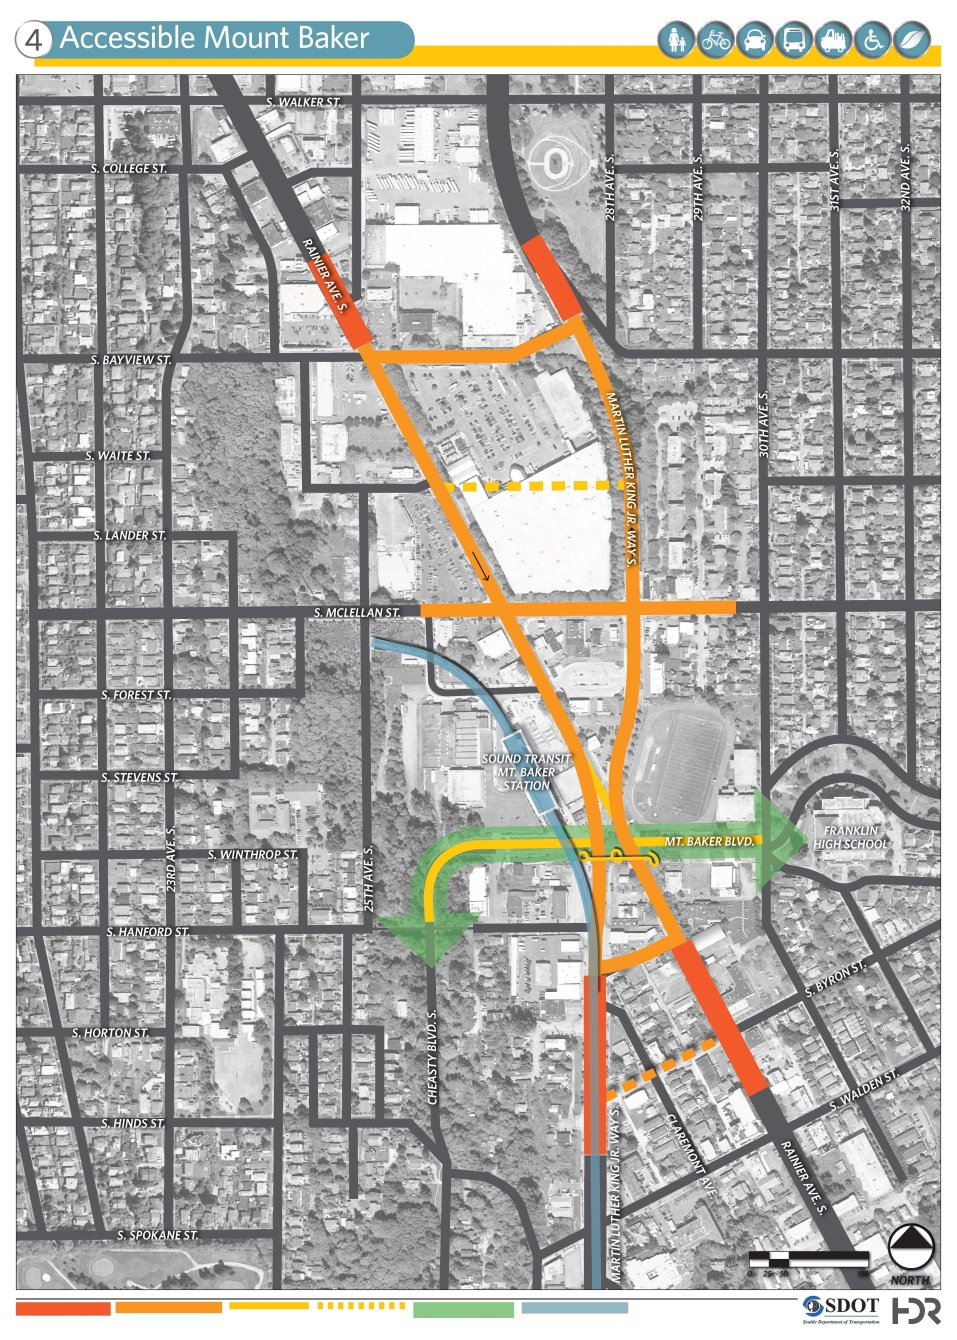 4 Accessible Mount Baker
S. WALKER ST.
S. COLLEGE ST.
28TH AVE. S.
29TH AVE. S.
31ST AVE. S.
32ND AVE. S.
RAINIER AVE. S.
S. BAYVIEW ST.
MARTIN LUTHER KING JR. WAY S.
30TH AVE. S.
S. WAITE ST.
S. LANDER ST.
S. MCLELLAN ST.
S. FOREST ST.
SOUND TRANSIT
MT. BAKER
STATION
S. STEVENS ST.
23RD AVE. S.
S. WINTHROP ST.
25TH AVE. S.
MT. BAKER BLVD.
FRANKLIN
HIGH SCHOOL
S. HANFORD ST.
S. BYRON ST.
S. HORTON ST.
CHEASTY BLVD. S.
S. WALDEN ST.
S. HINDS ST.
MARTIN LUTHER KING JR. WAY S.
CLAREMONT AVE.
RAINIER AVE. S.
S. SPOKANE ST.
0 25 50
NORTH
SDOT
Seattle Department of Transportation
HDR